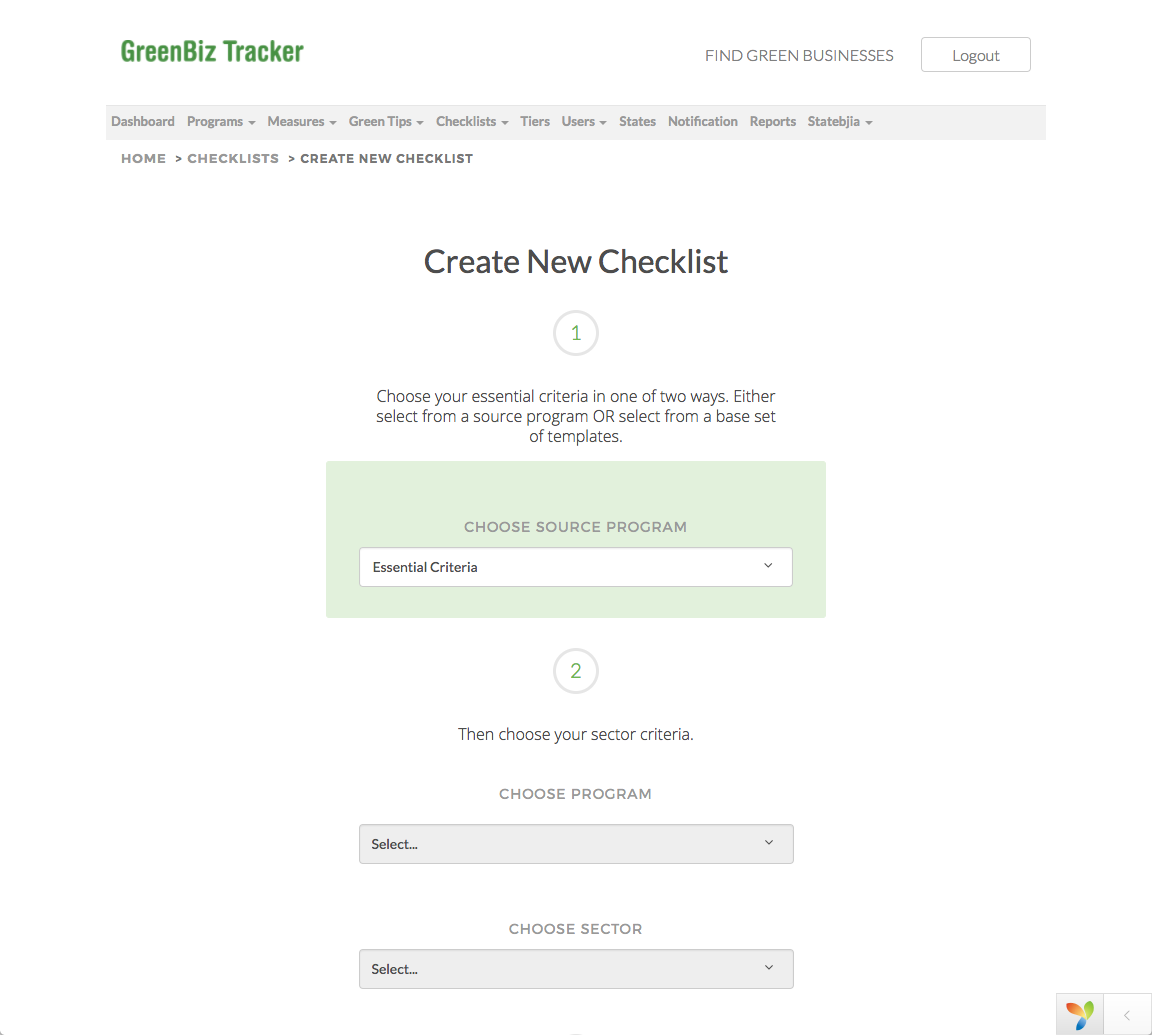 GreenBiz Tracker
FIND GREEN BUSINESSES
Logout
Dashboard Programs Measures Green Tips Checklists Tiers Users States Notification Reports Statebjia
HOME > CHECKLISTS > CREATE NEW CHECKLIST
Create New Checklist
1
Choose your essential criteria in one of two ways. Either
select from a source program OR select from a base set
of templates.
CHOOSE SOURCE PROGRAM
Essential Criteria
2
Then choose your sector criteria.
CHOOSE PROGRAM
Select...
CHOOSE SECTOR
Select...